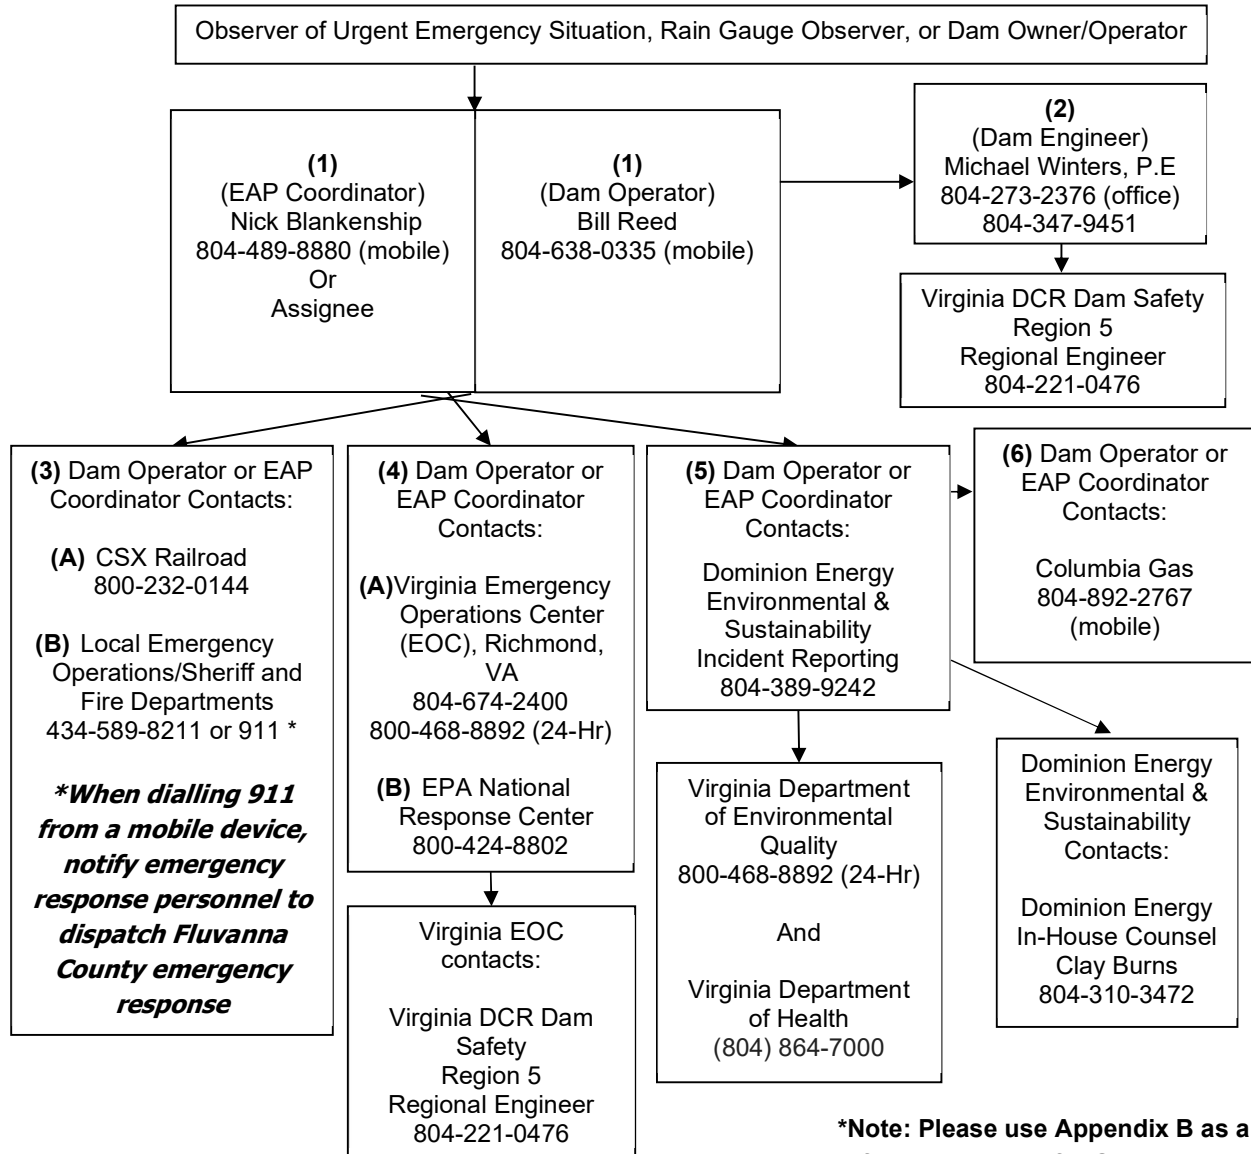 Observer of Urgent Emergency Situation, Rain Gauge Observer, or Dam Owner/Operator
(1)
(EAP Coordinator)
Nick Blankenship
804-489-8880 (mobile)
Or
Assignee
(1)
(Dam Operator)
Bill Reed
804-638-0335 (mobile)
(2)
(Dam Engineer)
Michael Winters, P.E
804-273-2376 (office)
804-347-9451
Virginia DCR Dam Safety
Region 5
Regional Engineer
804-221-0476
(3) Dam Operator or EAP
Coordinator Contacts:
(A) CSX Railroad
800-232-0144
(B) Local Emergency
Operations/Sheriff and
Fire Departments
434-589-8211 or 911 *
*When dialling 911
from a mobile device,
notify emergency
response personnel to
dispatch Fluvanna
County emergency
response
(4) Dam Operator or
EAP Coordinator
Contacts:
(A)Virginia Emergency
Operations Center
(EOC), Richmond,
VA
804-674-2400
800-468-8892 (24-Hr)
(B) EPA National
Response Center
800-424-8802
Virginia EOC
contacts:
Virginia DCR Dam
Safety
Region 5
Regional Engineer
804-221-0476
(5) Dam Operator or
EAP Coordinator
Contacts:
Dominion Energy
Environmental &
Sustainability
Incident Reporting
804-389-9242
Virginia Department
of Environmental
Quality
800-468-8892 (24-Hr)
And
Virginia Department
of Health
(804) 864-7000
(6) Dam Operator or
EAP Coordinator
Contacts:
Columbia Gas
804-892-2767
(mobile)
Dominion Energy
Environmental &
Sustainability
Contacts:
Dominion Energy
In-House Counsel
Clay Burns
804-310-3472
*Note: Please use Appendix B as a